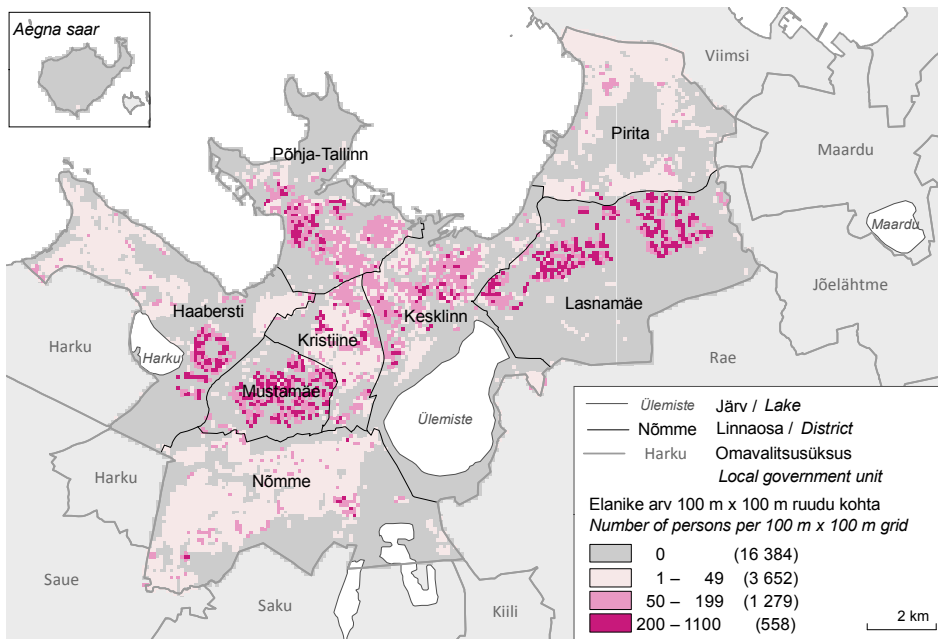 Aegna saar
Viimsi
Pirita
Põhja-Tallinn
Maardu
Maardu
Jõelähtme
Lasnamäe
Haabersti
Kesklinn
Kristiine
Harku
Harku
Rae
Mustamäe
Ülemiste
Harku
Nõmme
Saue
Saku
Kiili
Ülemiste Järv / Lake
Nõmme Linnaosa / District
Harku Omavalitsusüksus
Local government unit
Elanike arv 100 m x 100 m ruudu kohta
Number of persons per 100 m x 100 m grid
0 (16 384)
1 – 49 (3 652)
50 – 199 (1 279)
200 – 1100 (558)
2 km